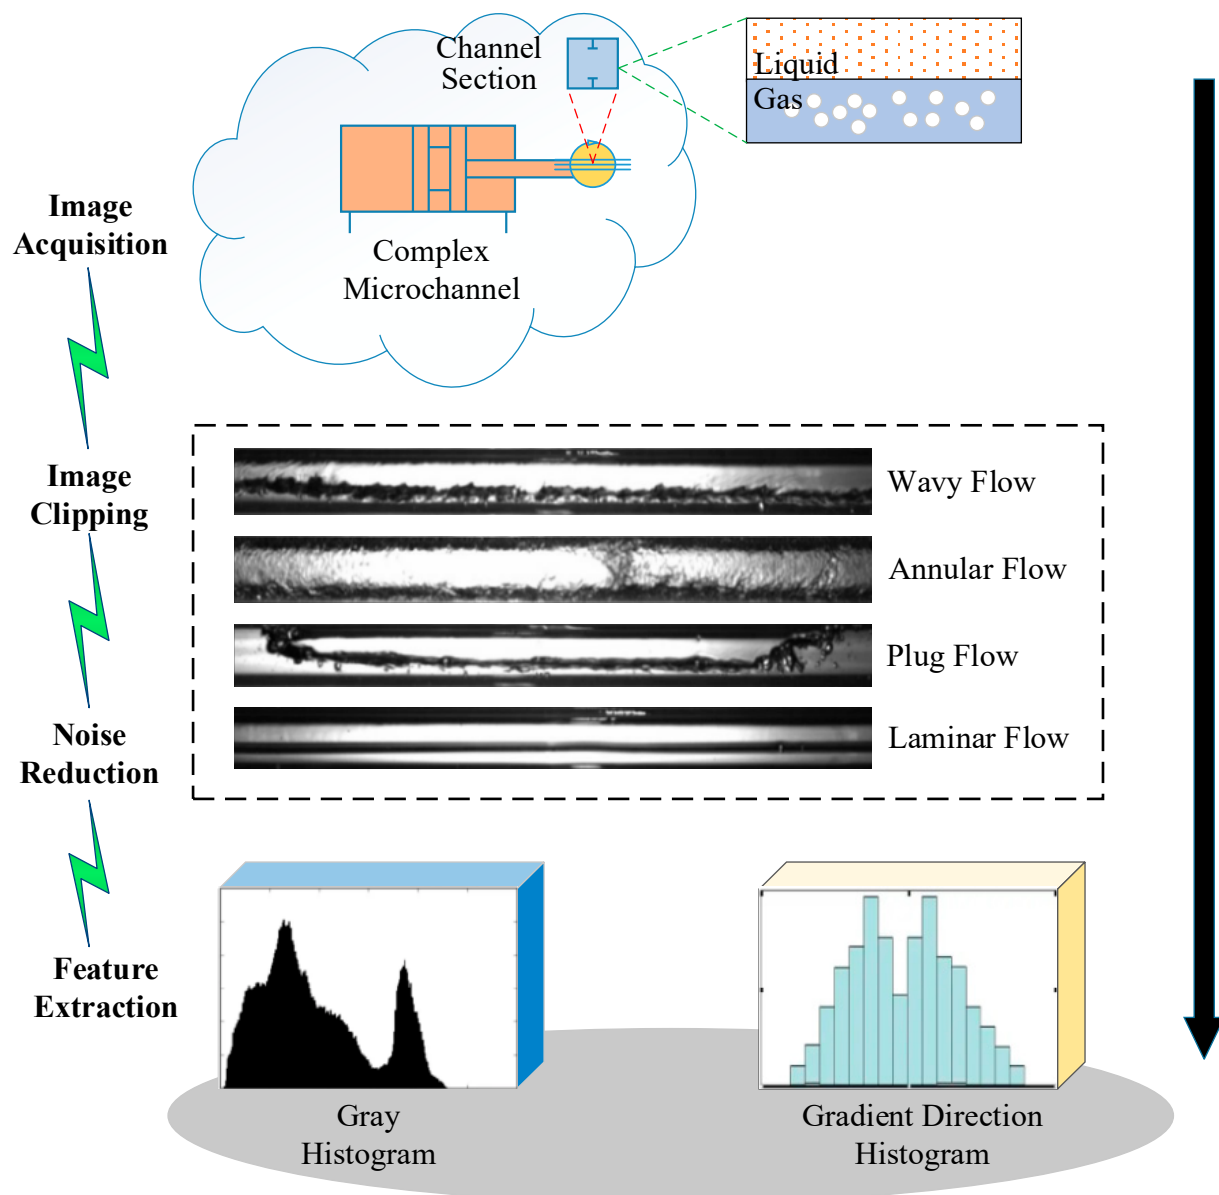 Channel
Section
Liquid
Gas
Complex
Microchannel
Image
Acquisition
Image
Clipping
Noise
Reduction
Feature
Extraction
Wavy Flow
Annular Flow
Plug Flow
Laminar Flow
Gray
Histogram
Gradient Direction
Histogram